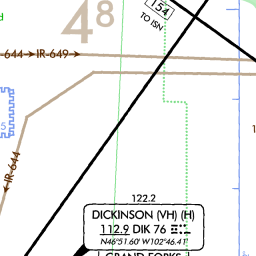 154
TO ISN
48
644 IR-649
IR-644
122.2
DICKINSON (VH) (H)
112.9 DIK 76
N46°51.60' W102°46.41'
GRAND FORKS